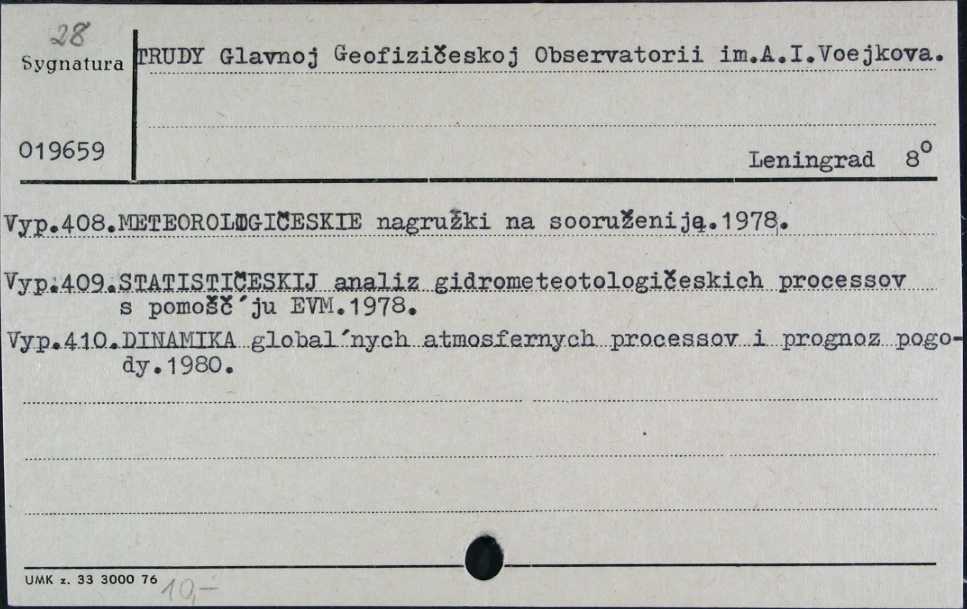 28
Sygnatura
TRUDY Glavnoj Geofizičeskoj Observatorii im.A.I.Voejkova.
019659
Leningrad 8°
Vyp.408.METEOROLOGIČESKIE nagružki na sooruženija.1978.
Vyp.409.STATISTIČESKIJ analiz gidrometeotologičeskich processov
s pomošč´ju EVM.1978.
Vyp.410.DINAMIKA global´nych atmosfernych processov i prognoz pogo-
dy.1980.
UMK z. 33 3000 76
10,-